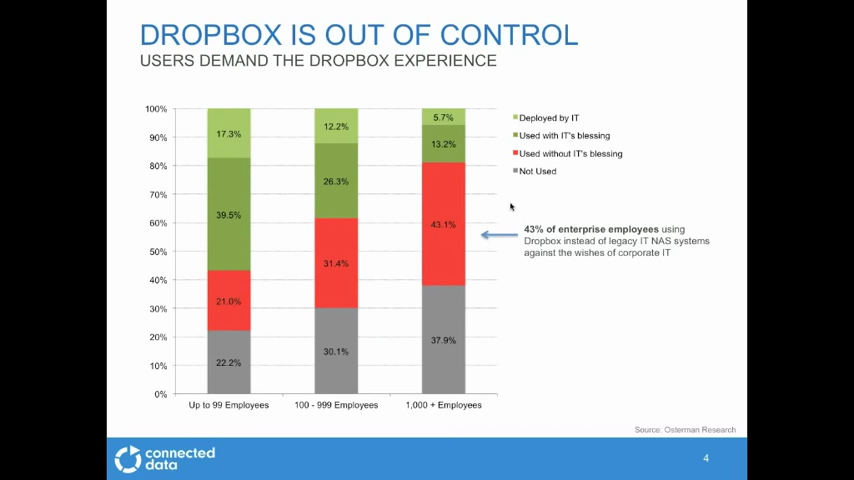 DROPBOX IS OUT OF CONTROL
USERS DEMAND THE DROPBOX EXPERIENCE
100%
90%
80%
70%
60%
50%
40%
30%
20%
10%
0%
17.3%
39.5%
21.0%
22.2%
12.2%
26.3%
31.4%
30.1%
5.7%
13.2%
43.1%
37.9%
Up to 99 Employees
100 - 999 Employees
1,000 + Employees
Deployed by IT
Used with IT's blessing
Used without IT's blessing
Not Used
43% of enterprise employees using
Dropbox instead of legacy IT NAS systems
against the wishes of corporate IT
Source: Osterman Research
connected
data
4